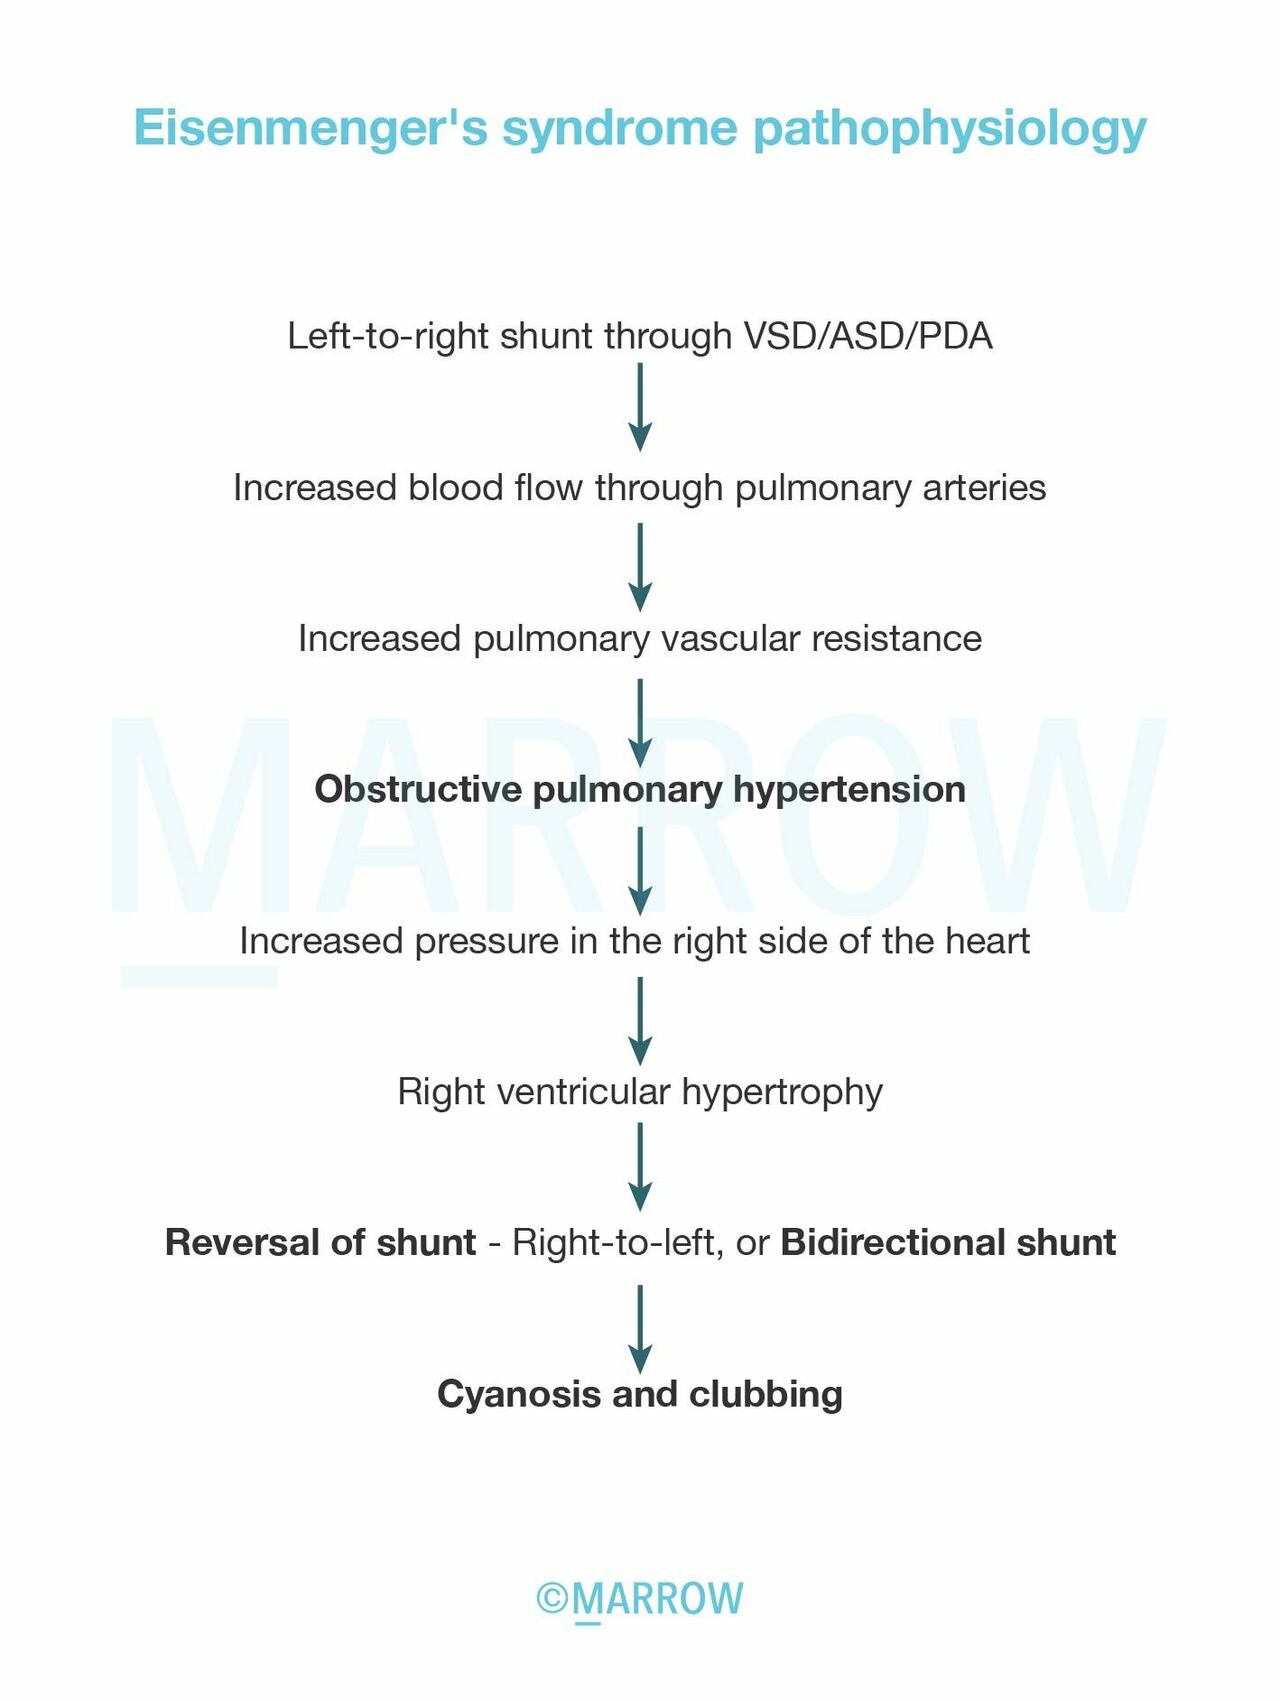 Eisenmenger's syndrome pathophysiology
Left-to-right shunt through VSD/ASD/PDA
Increased blood flow through pulmonary arteries
Increased pulmonary vascular resistance
MARROW
Obstructive pulmonary hypertension
Increased pressure in the right side of the heart
Right ventricular hypertrophy
Reversal of shunt - Right-to-left, or Bidirectional shunt
Cyanosis and clubbing
©MARROW